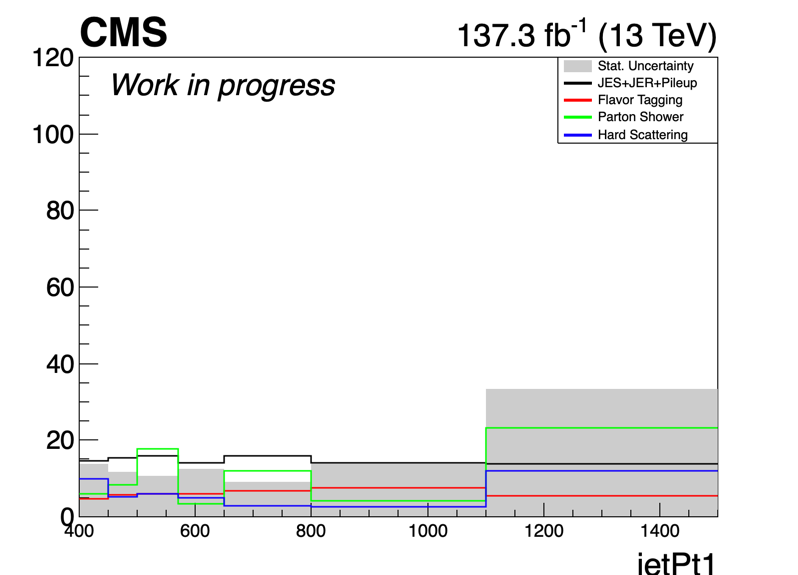 CMS 137.3 fb-1 (13 TeV)
120
Work in progress
Stat. Uncertainty
JES+JER+Pileup
Flavor Tagging
Parton Shower
Hard Scattering
100
80
60
40
20
0
400 600 800 1000 1200 1400
jetPt1